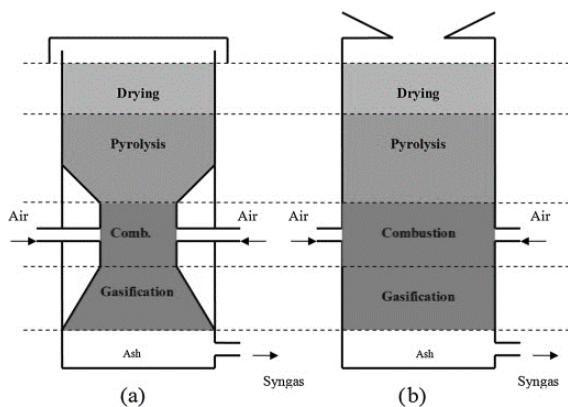 Drying
Pyrolysis
Air
Air
Comb.
Gasification
Ash
Syngas
(a)
Drying
Pyrolysis
Air
Air
Combustion
Gasification
Ash
Syngas
(b)